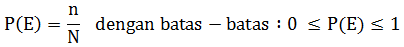 P(E) = n/N dengan batas − batas : 0 ≤ P(E) ≤ 1